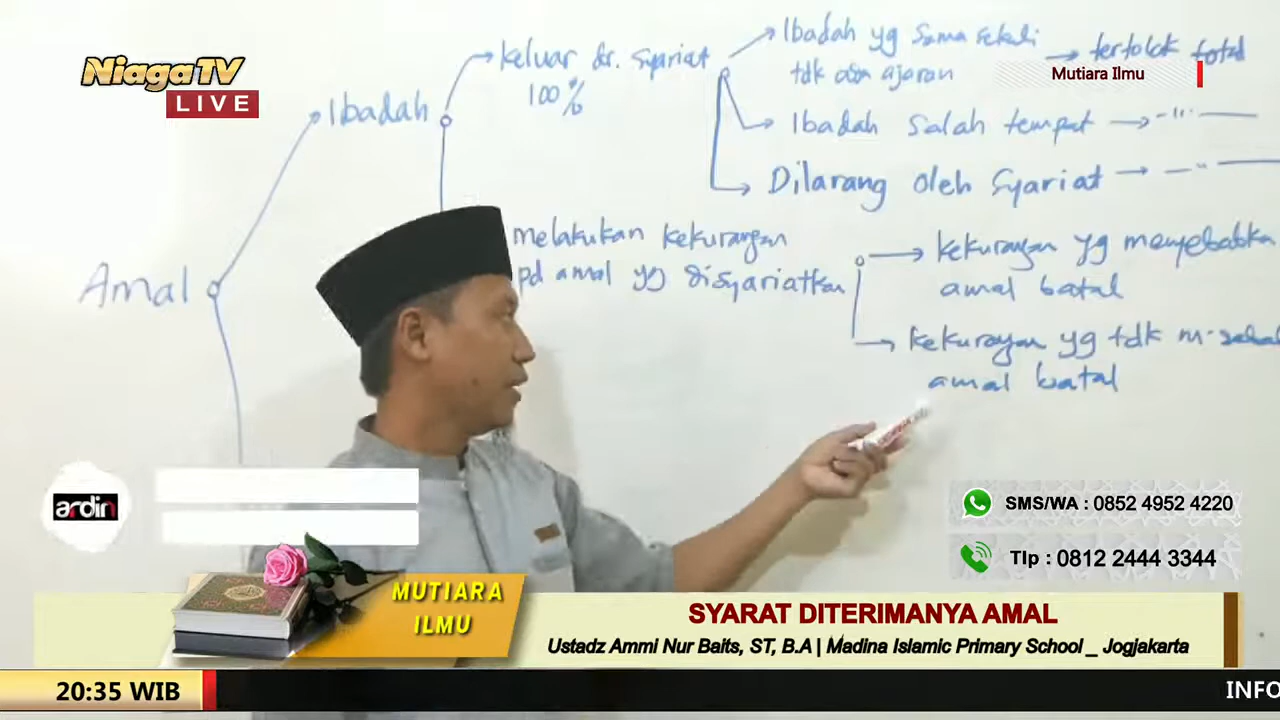 NiagaTV
LIVE
Mutiara Ilmu
Ibadah yg sama sekali
tdk ada ajaran
tertolak total
keluar dr. syariat
100%
Ibadah
Ibadah salah tempat
Dilarang oleh Syariat
melakukan kekurangan
pd amal yg disyariatkan
kekurangan yg menyebabka
amal batal
Amal
kekurangan yg tdk
amal batal
ardin
SMS/WA : 0852 4952 4220
Tlp : 0812 2444 3344
MUTIARA
ILMU
SYARAT DITERIMANYA AMAL
Ustadz Ammi Nur Baits, ST, B.A | Madina Islamic Primary School _ Jogjakarta
20:35 WIB
INFO